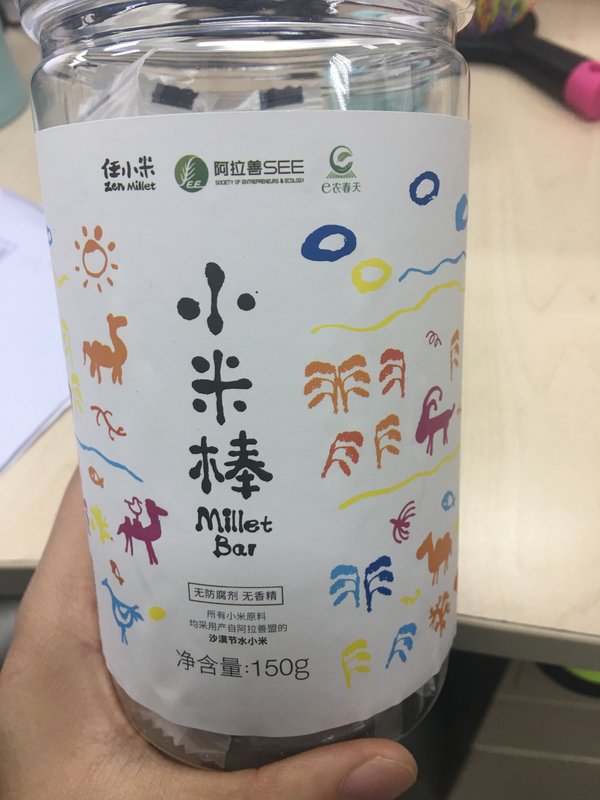 任小米
Zen Millet
SEE
阿拉善SEE
SOCIETY OF ENTREPRENEURS & ECOLOGY
e农春天
小米棒
Millet
Bar
无防腐剂 无香精
所有小米原料
均采用产自阿拉善盟的
沙漠节水小米
净含量:150g